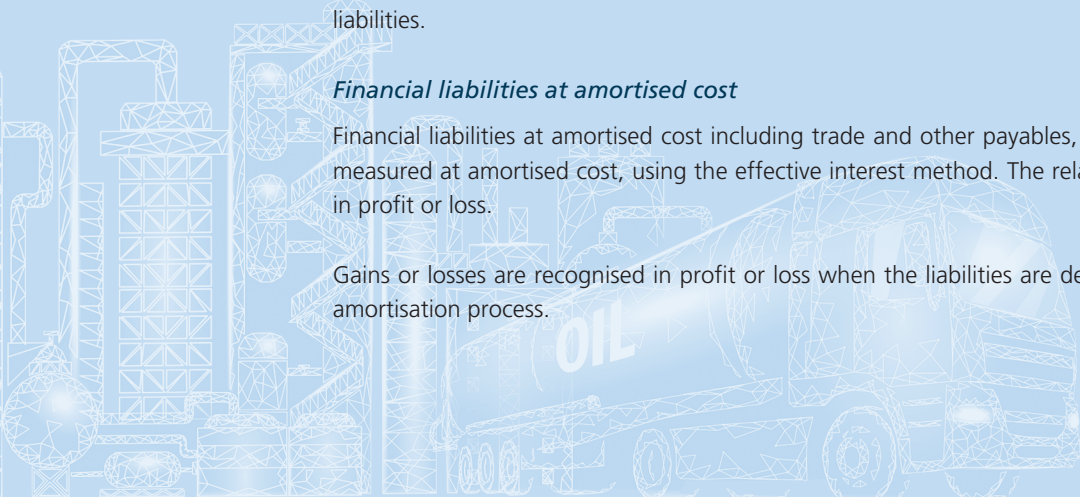 liabilities.
Financial liabilities at amortised cost
Financial liabilities at amortised cost including trade and other payables,
measured at amortised cost, using the effective interest method. The
in profit or loss.
Gains or losses are recognised in profit or loss when the liabilities are
amortisation process.
OIL